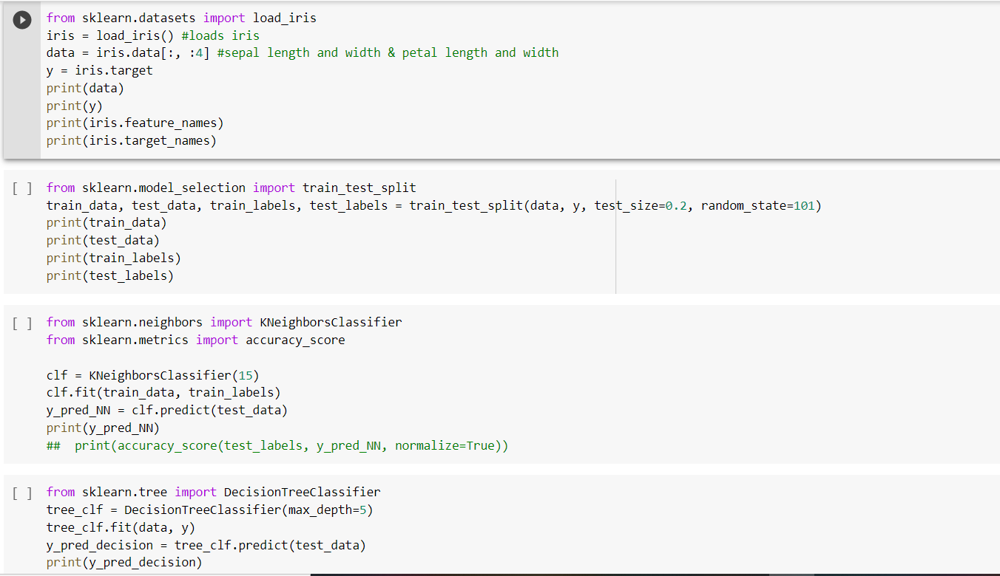 from sklearn.datasets import load_iris
iris = load_iris() #loads iris
data = iris.data[:, :4] #sepal length and width & petal length and width
y = iris.target
print(data)
print(y)
print(iris.feature_names)
print(iris.target_names)
[ ] from sklearn.model_selection import train_test_split
train_data, test_data, train_labels, test_labels = train_test_split(data, y, test_size=0.2, random_state=101)
print(train_data)
print(test_data)
print(train_labels)
print(test_labels)
[ ] from sklearn.neighbors import KNeighborsClassifier
from sklearn.metrics import accuracy_score
clf = KNeighborsClassifier(15)
clf.fit(train_data, train_labels)
y_pred_NN = clf.predict(test_data)
print(y_pred_NN)
##  print(accuracy_score(test_labels, y_pred_NN, normalize=True))
[ ] from sklearn.tree import DecisionTreeClassifier
tree_clf = DecisionTreeClassifier(max_depth=5)
tree_clf.fit(data, y)
y_pred_decision = tree_clf.predict(test_data)
print(y_pred_decision)